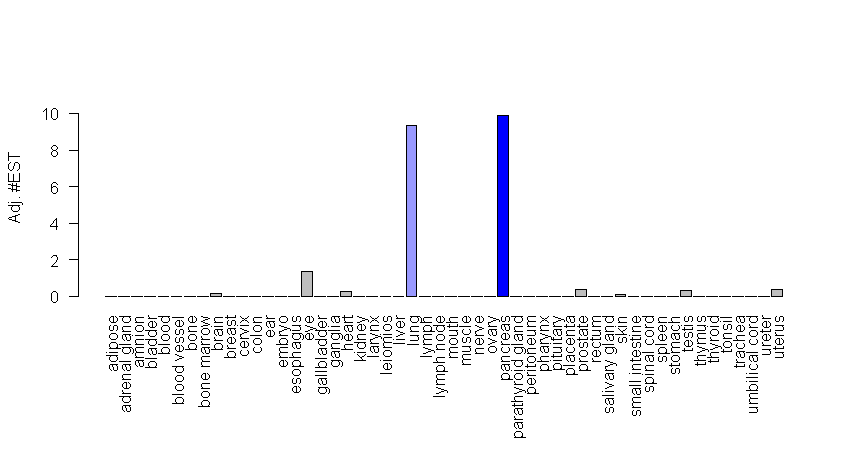 Adj. #EST
10
8
6
4
2
0
adipose
adrenal gland
amnion
bladder
blood
blood vessel
bone
bone marrow
brain
breast
cervix
colon
ear
embryo
esophagus
eye
gallbladder
ganglia
heart
kidney
larynx
leiomios
liver
lung
lymph
lymph node
mouth
muscle
nerve
ovary
pancreas
parathyroid gland
peritoneum
pharynx
pituitary
placenta
prostate
rectum
salivary gland
skin
small intestine
spinal cord
spleen
stomach
testis
thymus
thyroid
tonsil
trachea
umbilical cord
ureter
uterus